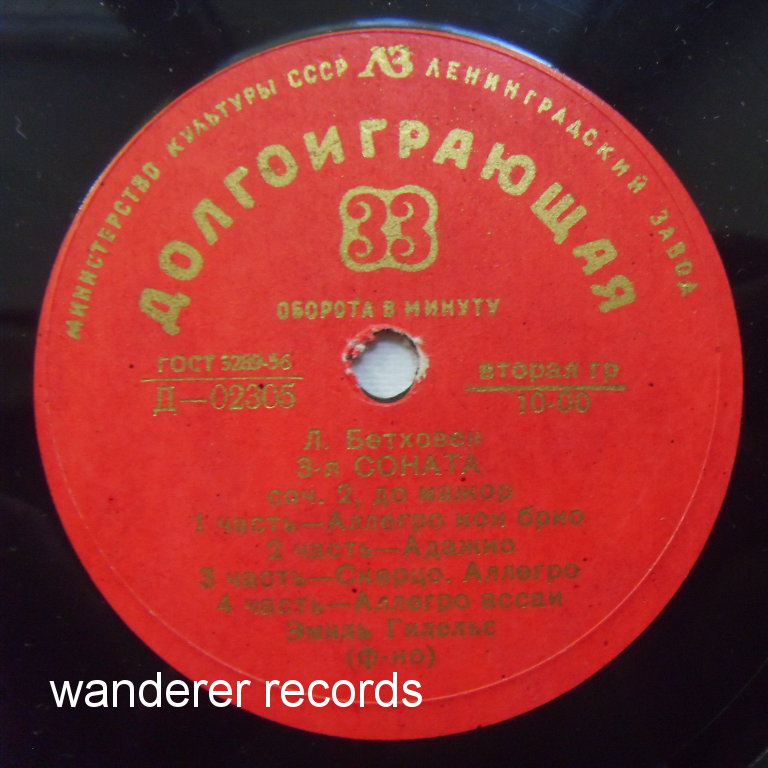 МИНИСТЕРСТВО КУЛЬТУРЫ СССР ЛЗ ЛЕНИНГРАДСКИЙ ЗАВОД
ДОЛГОИГРАЮЩАЯ
33
ОБОРОТА В МИНУТУ
ГОСТ 5289-56
Д—02305
вторая гр
10-00
Л. Бетховен
3-я СОНАТА
соч. 2, до мажор
1 часть—Аллегро кон брио
2 часть—Адажио
3 часть—Скерцо. Аллегро
4 часть—Аллегро ассаи
Эмиль Гилельс
(ф-но)
wanderer records